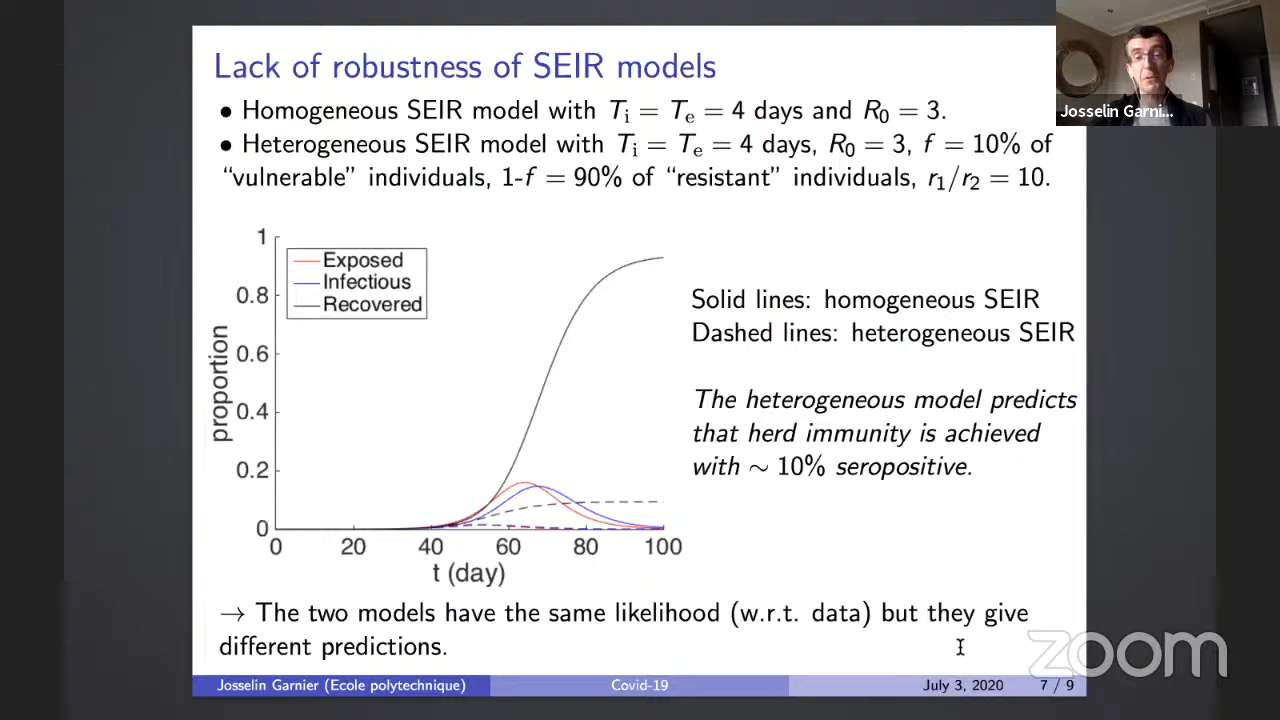 Lack of robustness of SEIR models
• Homogeneous SEIR model with Tᵢ = Tₑ = 4 days and R₀ = 3.
• Heterogeneous SEIR model with Tᵢ = Tₑ = 4 days, R₀ = 3, f = 10% of
“vulnerable” individuals, 1-f = 90% of “resistant” individuals, r₁/r₂ = 10.
Josselin Garni...
1
0.8
0.6
0.4
0.2
0
proportion
Exposed
Infectious
Recovered
0 20 40 60 80 100
t (day)
Solid lines: homogeneous SEIR
Dashed lines: heterogeneous SEIR
The heterogeneous model predicts
that herd immunity is achieved
with ∼ 10% seropositive.
→ The two models have the same likelihood (w.r.t. data) but they give
different predictions.
zoom
Josselin Garnier (Ecole polytechnique) Covid-19 July 3, 2020 7 / 9